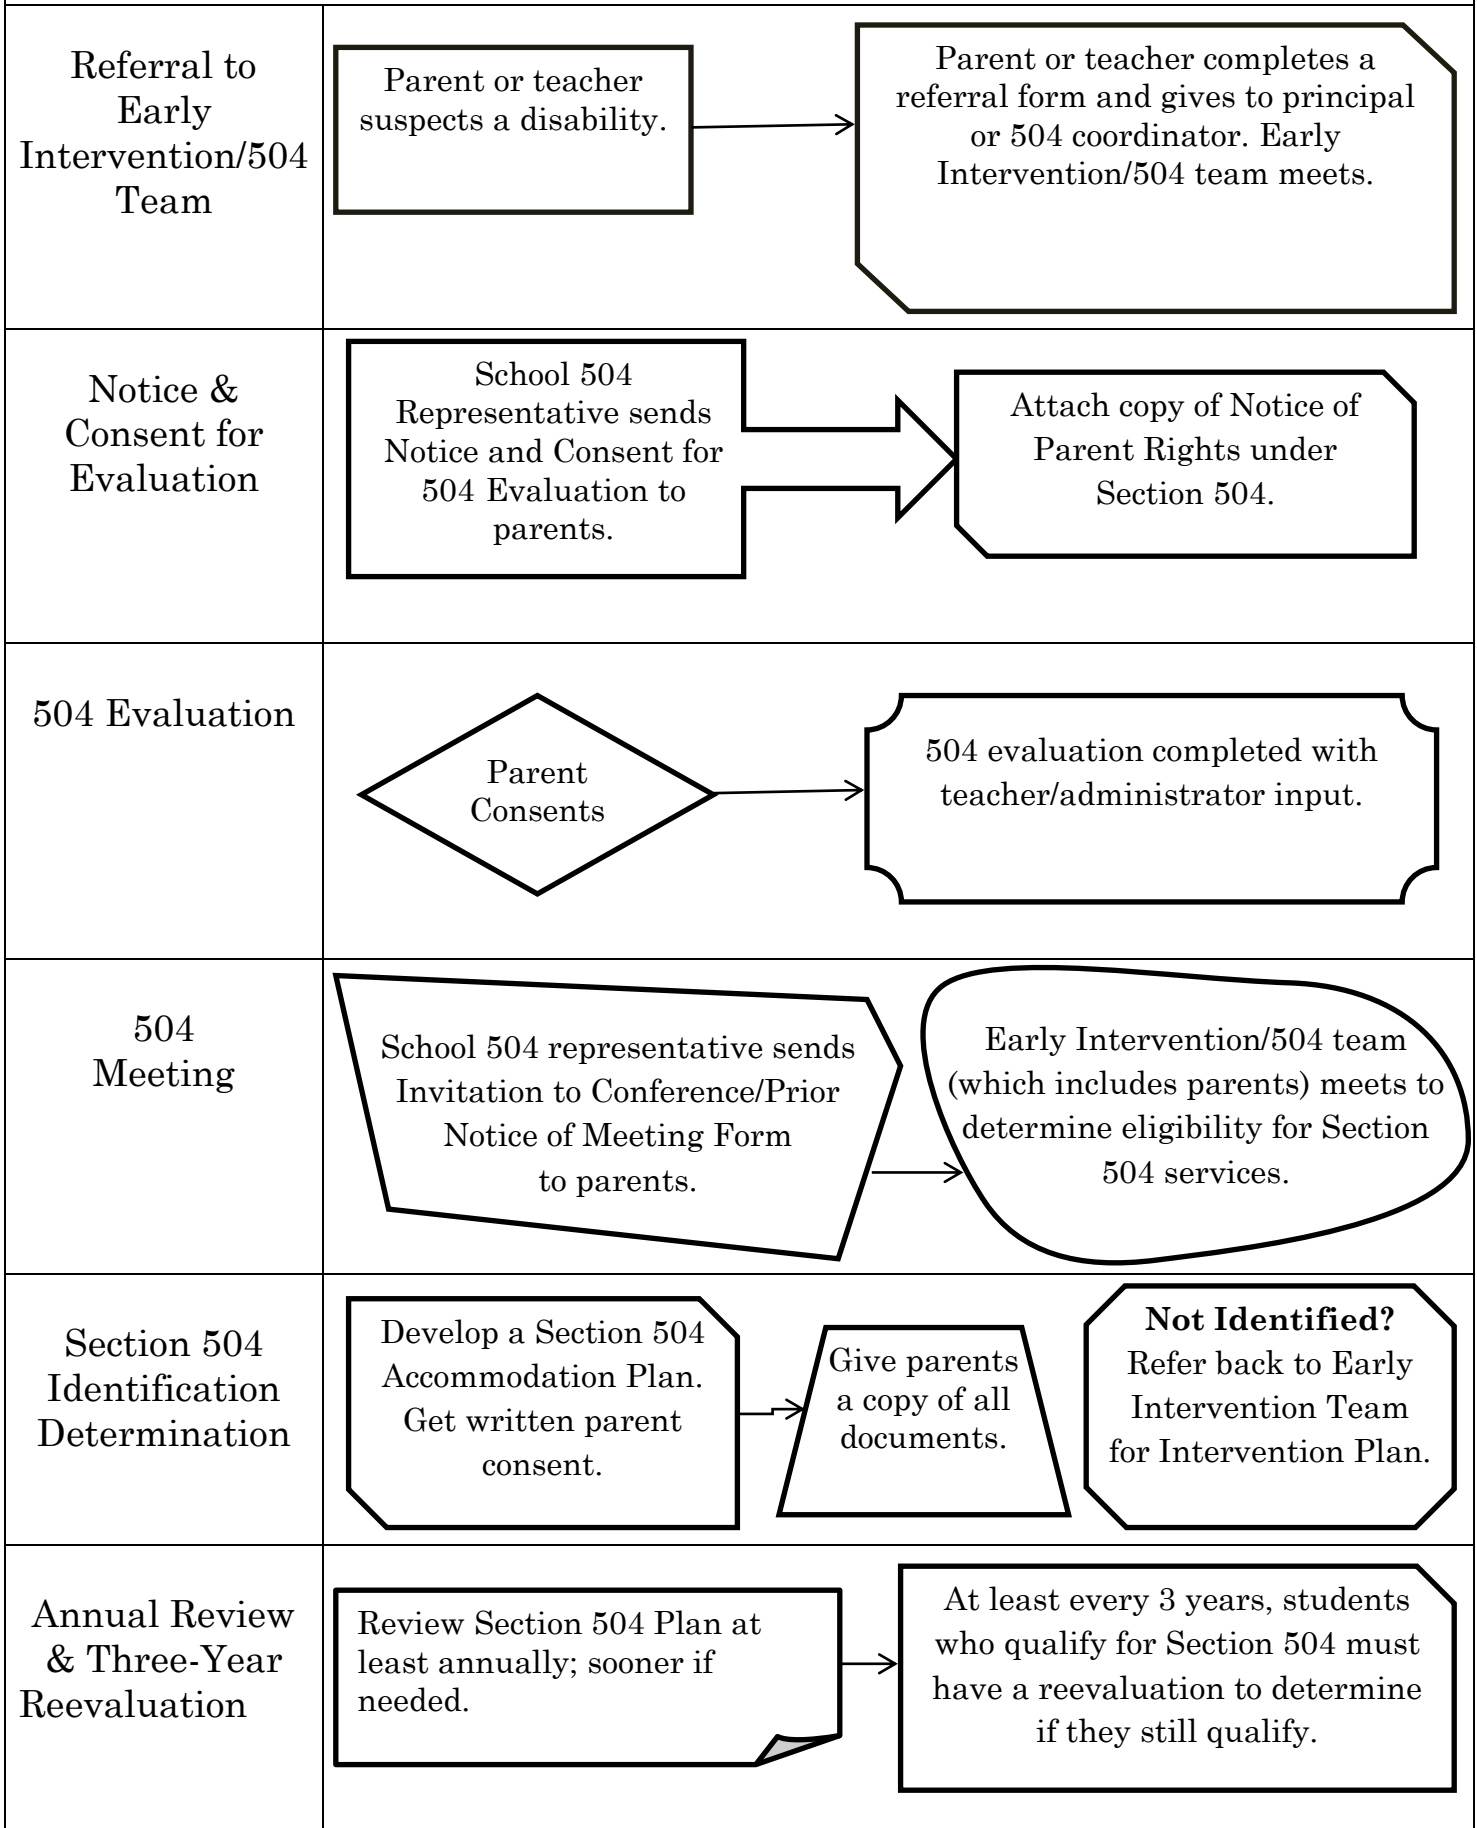 Referral to
Early
Intervention/504
Team
Parent or teacher
suspects a disability.
Parent or teacher completes a
referral form and gives to principal
or 504 coordinator. Early
Intervention/504 team meets.
Notice &
Consent for
Evaluation
School 504
Representative sends
Notice and Consent for
504 Evaluation to
parents.
Attach copy of Notice of
Parent Rights under
Section 504.
504 Evaluation
Parent
Consents
504 evaluation completed with
teacher/administrator input.
504
Meeting
School 504 representative sends
Invitation to Conference/Prior
Notice of Meeting Form
to parents.
Early Intervention/504 team
(which includes parents) meets to
determine eligibility for Section
504 services.
Section 504
Identification
Determination
Develop a Section 504
Accommodation Plan.
Get written parent
consent.
Give parents
a copy of all
documents.
Not Identified?
Refer back to Early
Intervention Team
for Intervention Plan.
Annual Review
& Three-Year
Reevaluation
Review Section 504 Plan at
least annually; sooner if
needed.
At least every 3 years, students
who qualify for Section 504 must
have a reevaluation to determine
if they still qualify.